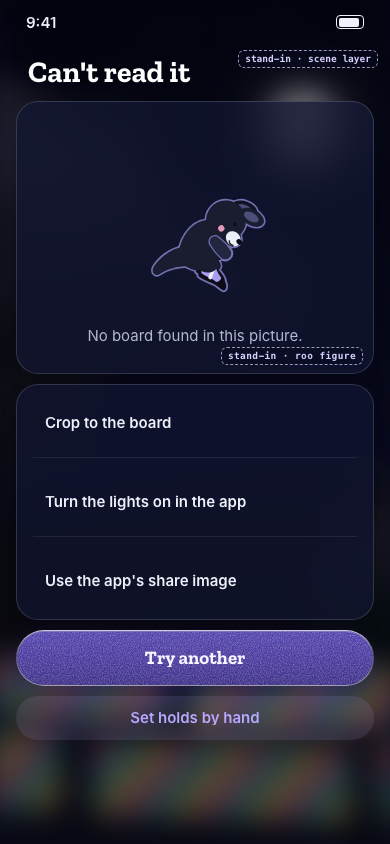 9:41
stand-in · scene layer
Can't read it
No board found in this picture.
stand-in · roo figure
Crop to the board
Turn the lights on in the app
Use the app's share image
Try another
Set holds by hand